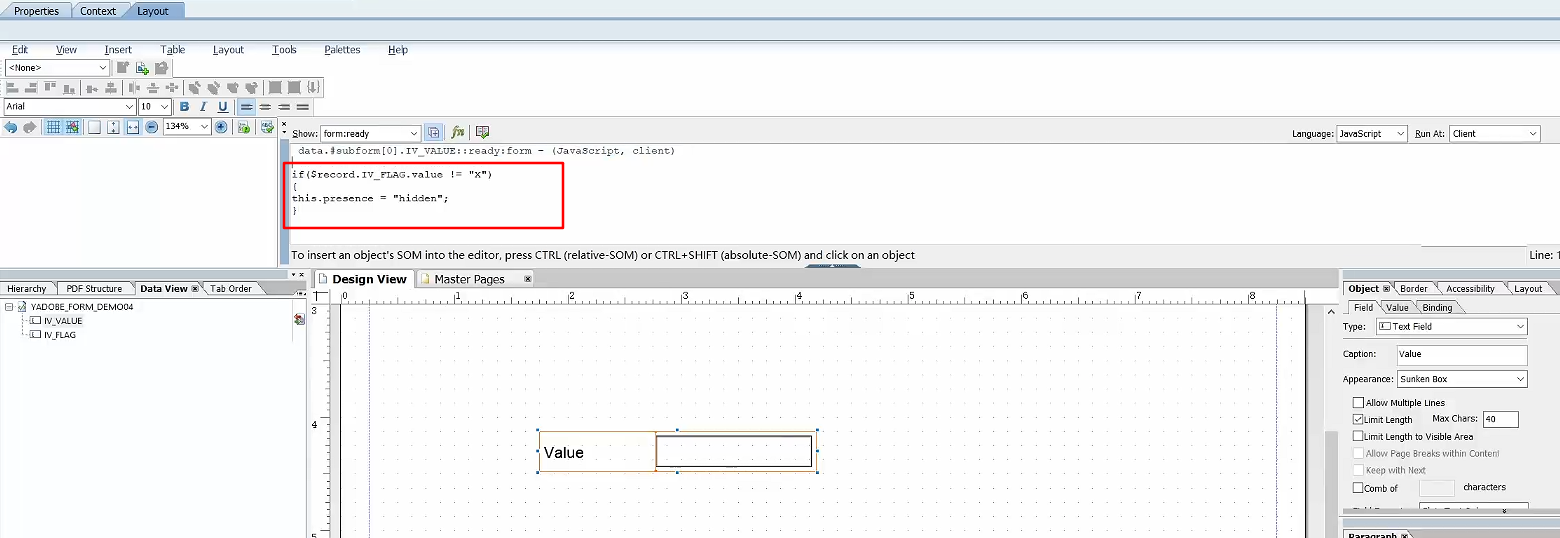 Properties Context Layout
Edit View Insert Table Layout Tools Palettes Help
<None>
Arial 10 B I U
134%
Show: form:ready Language: JavaScript Run At: Client
data.#subform[0].IV_VALUE::ready:form - (JavaScript, client)
if($record.IV_FLAG.value != "X")
{
this.presence = "hidden";
}
To insert an object's SOM into the editor, press CTRL (relative-SOM) or CTRL+SHIFT (absolute-SOM) and click on an object
Line: 1
Hierarchy PDF Structure Data View Tab Order
YADOBE_FORM_DEMO04
IV_VALUE
IV_FLAG
Design View Master Pages
0 1 2 3 4 5 6 7 8
3
4
5
Value
Object Border Accessibility Layout
Field Value Binding
Type: Text Field
Caption: Value
Appearance: Sunken Box
Allow Multiple Lines
Limit Length Max Chars: 40
Limit Length to Visible Area
Allow Page Breaks within Content
Keep with Next
Comb of characters
Paragraph